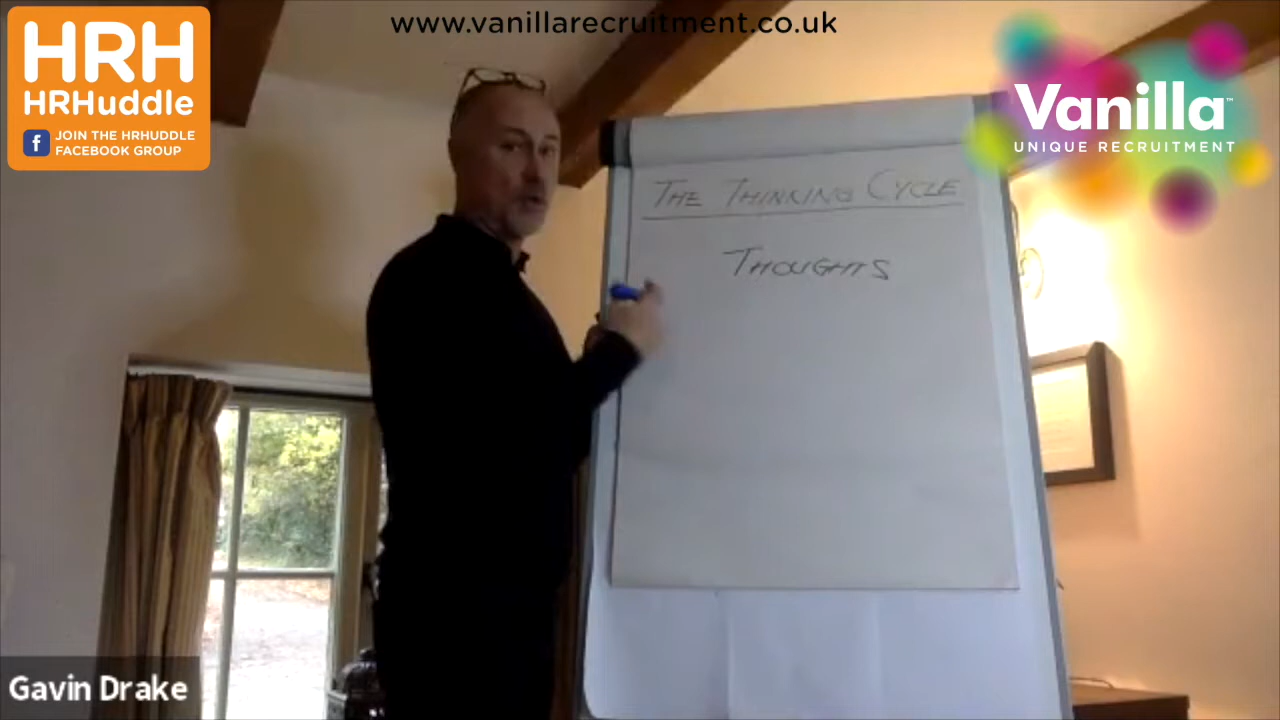 www.vanillarecruitment.co.uk
HRH
HRHuddle
f
JOIN THE HRHUDDLE
FACEBOOK GROUP
Vanilla™
UNIQUE RECRUITMENT
THE THINKING CYCLE
THOUGHTS
Gavin Drake